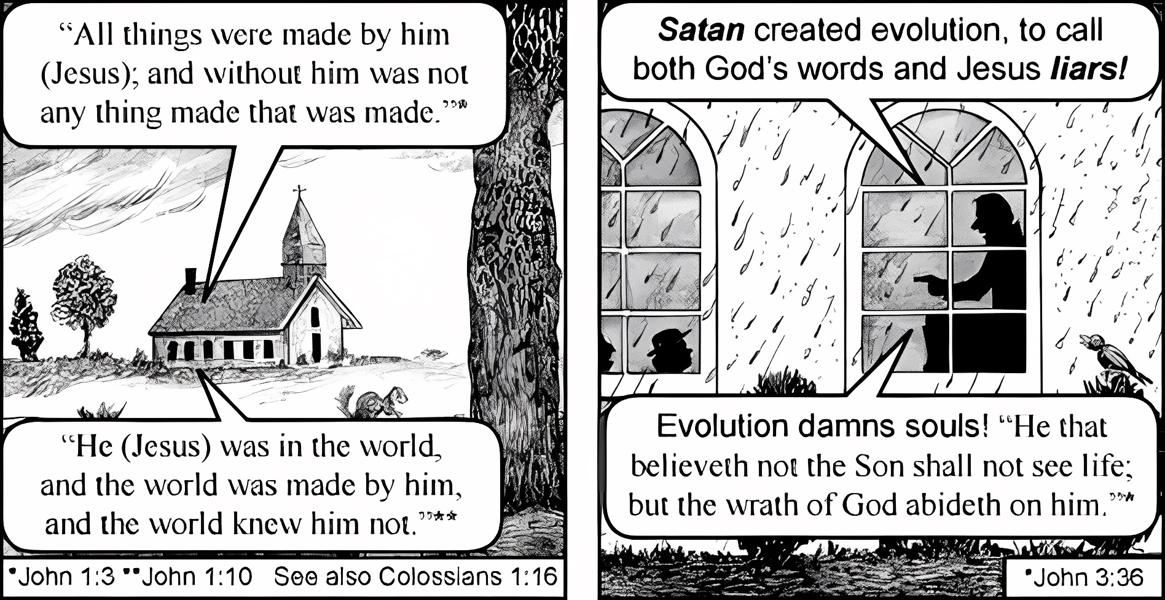 “All things were made by him
(Jesus); and without him was not
any thing made that was made.”*
“He (Jesus) was in the world,
and the world was made by him,
and the world knew him not.”**
*John 1:3 **John 1:10 See also Colossians 1:16
Satan created evolution, to call
both God’s words and Jesus liars!
Evolution damns souls! “He that
believeth not the Son shall not see life;
but the wrath of God abideth on him.”*
*John 3:36